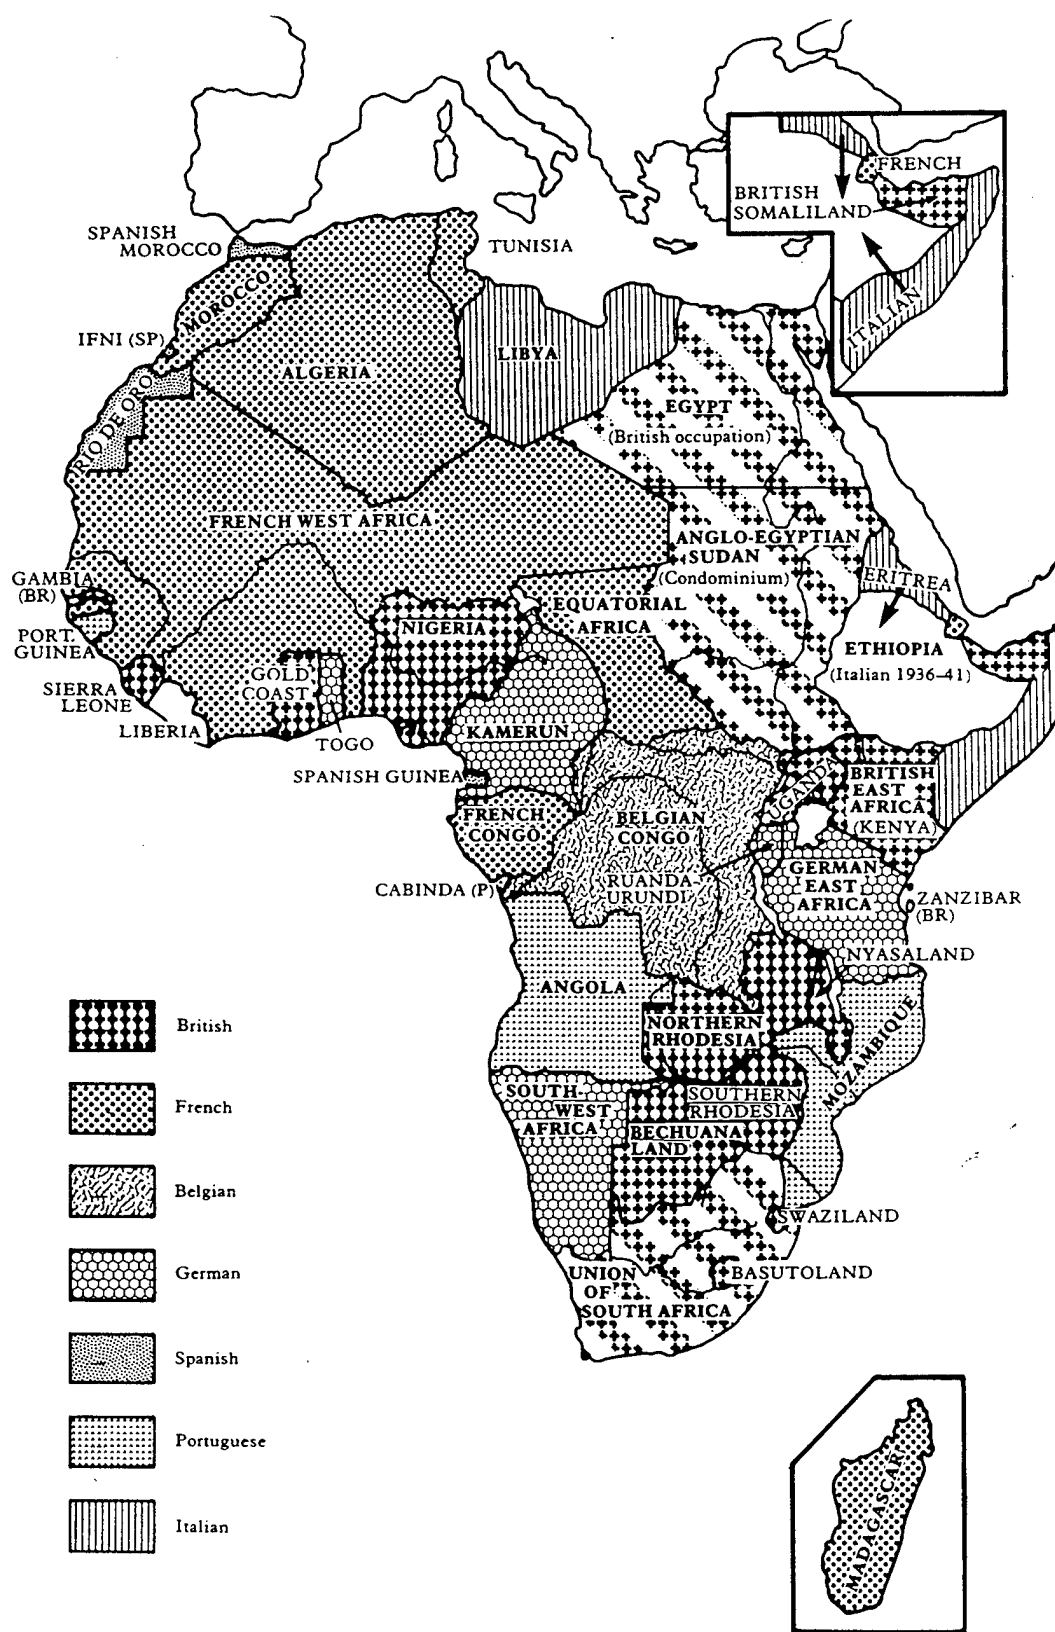 FRENCH
BRITISH
SOMALILAND
ITALIAN
SPANISH
MOROCCO
TUNISIA
MOROCCO
IFNI (SP)
ALGERIA
LIBYA
RIO DE ORO
EGYPT
(British occupation)
FRENCH WEST AFRICA
ANGLO-EGYPTIAN
SUDAN
(Condominium)
ERITREA
GAMBIA
(BR)
EQUATORIAL
AFRICA
NIGERIA
PORT.
GUINEA
ETHIOPIA
(Italian 1936-41)
SIERRA
LEONE
GOLD
COAST
LIBERIA
TOGO
KAMERUN
SPANISH GUINEA
UGANDA
BRITISH
EAST
AFRICA
(KENYA)
FRENCH
CONGO
BELGIAN
CONGO
CABINDA (P)
RUANDA-
URUNDI
GERMAN
EAST
AFRICA
ZANZIBAR
(BR)
NYASALAND
ANGOLA
NORTHERN
RHODESIA
MOZAMBIQUE
SOUTH-
WEST
AFRICA
SOUTHERN
RHODESIA
BECHUANA
LAND
SWAZILAND
UNION
OF
SOUTH AFRICA
BASUTOLAND
MADAGASCAR
British
French
Belgian
German
Spanish
Portuguese
Italian